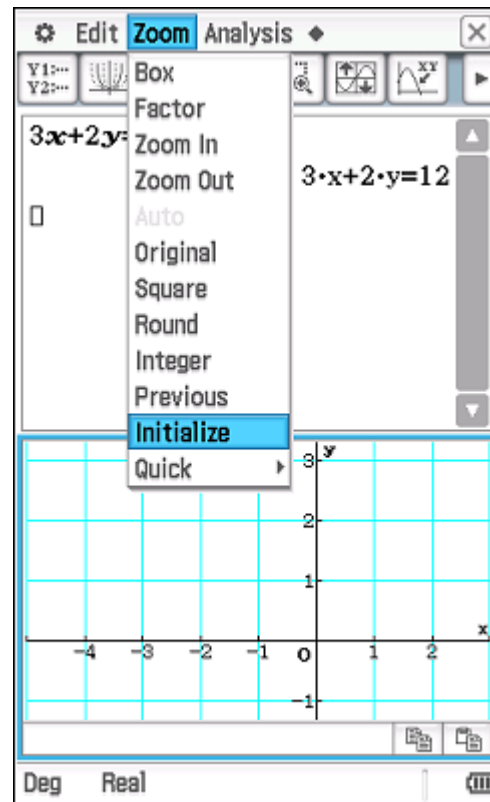 Edit Zoom Analysis ◆
Y1:···
Y2:···
Box
Factor
3x+2y=
Zoom In
3·x+2·y=12
Zoom Out
Auto
Original
Square
Round
Integer
Previous
Initialize
Quick
y
3
2
1
x
-4 -3 -2 -1 0 1 2
-1
Deg Real